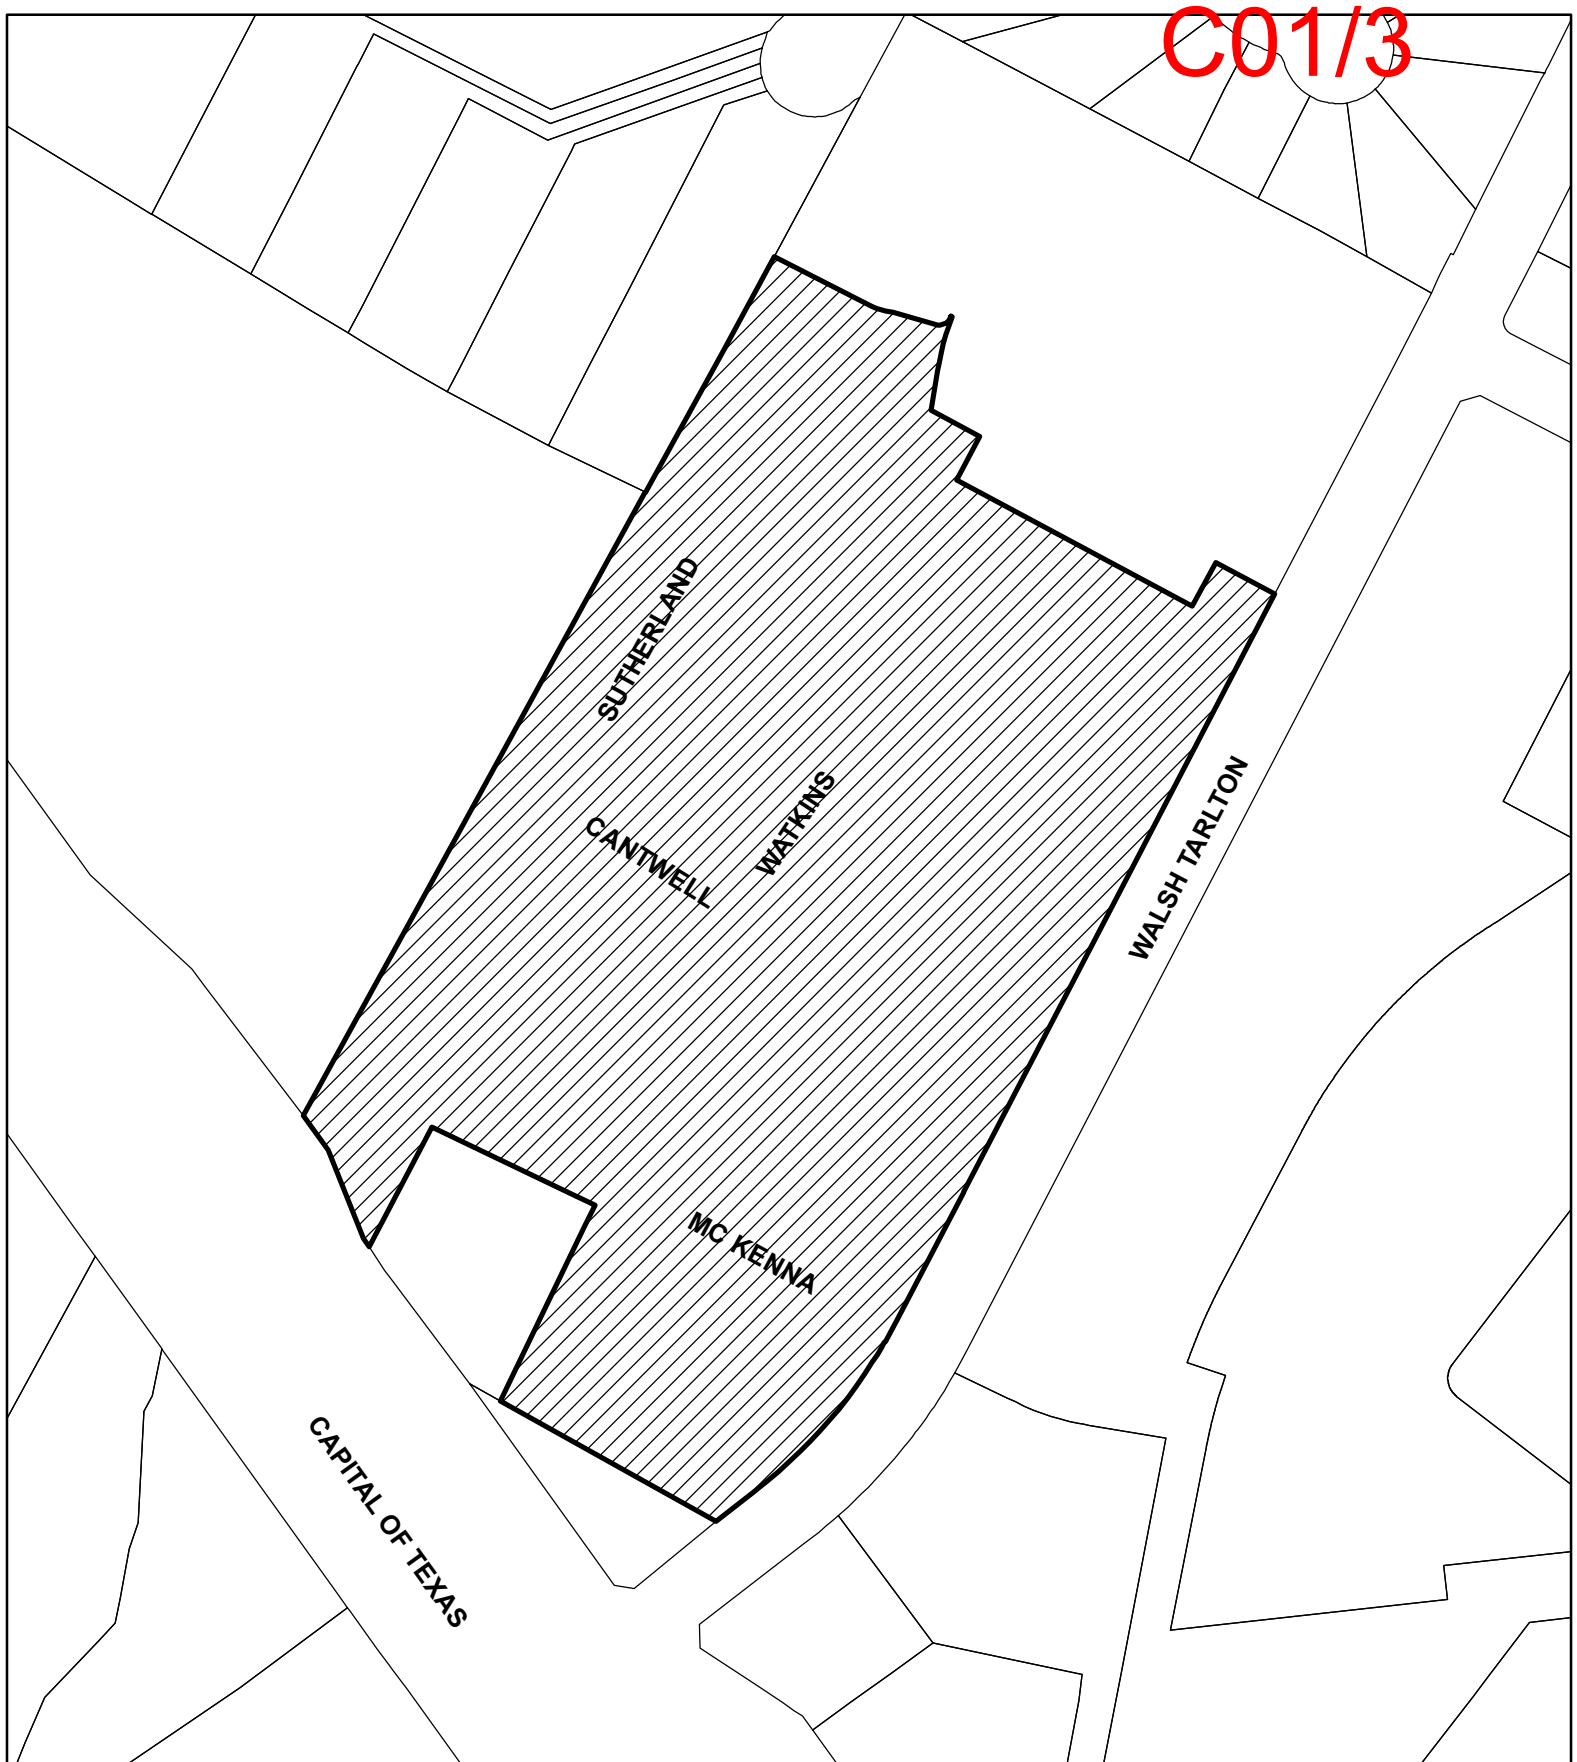 C01/3
SUTHERLAND
WATKINS
CANTWELL
WALSH TARLTON
MC KENNA
CAPITAL OF TEXAS